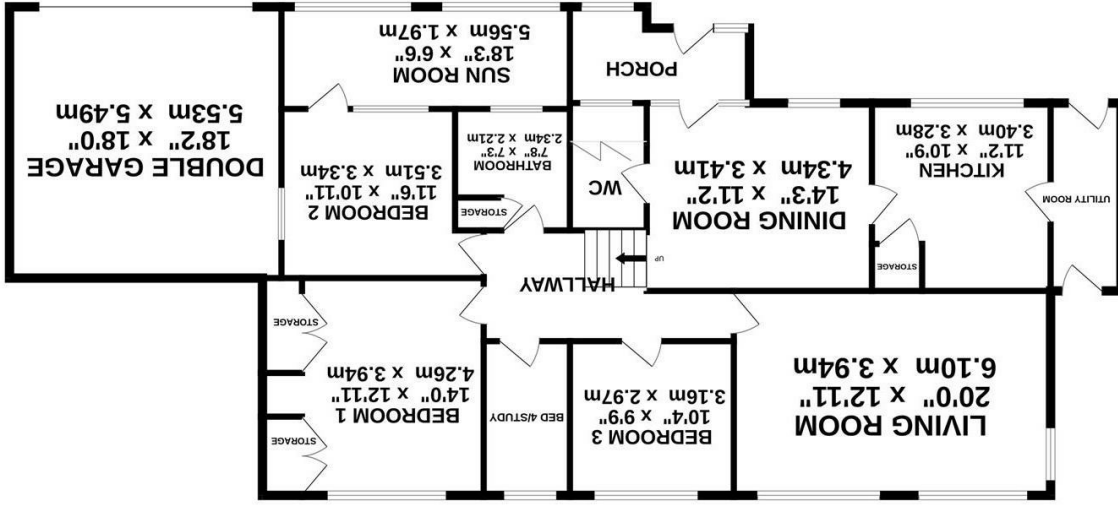 LIVING ROOM
20'0" x 12'11"
6.10m x 3.94m
BEDROOM 3
10'4" x 9'9"
3.16m x 2.97m
BED 4/STUDY
BEDROOM 1
14'0" x 12'11"
4.26m x 3.94m
STORAGE
STORAGE
HALLWAY
UP
UTILITY ROOM
STORAGE
KITCHEN
11'2" x 10'9"
3.40m x 3.28m
DINING ROOM
14'3" x 11'2"
4.34m x 3.41m
WC
STORAGE
BATHROOM
7'8" x 7'3"
2.34m x 2.21m
BEDROOM 2
11'6" x 10'11"
3.51m x 3.34m
DOUBLE GARAGE
18'2" x 18'0"
5.53m x 5.49m
PORCH
SUN ROOM
18'3" x 6'6"
5.56m x 1.97m